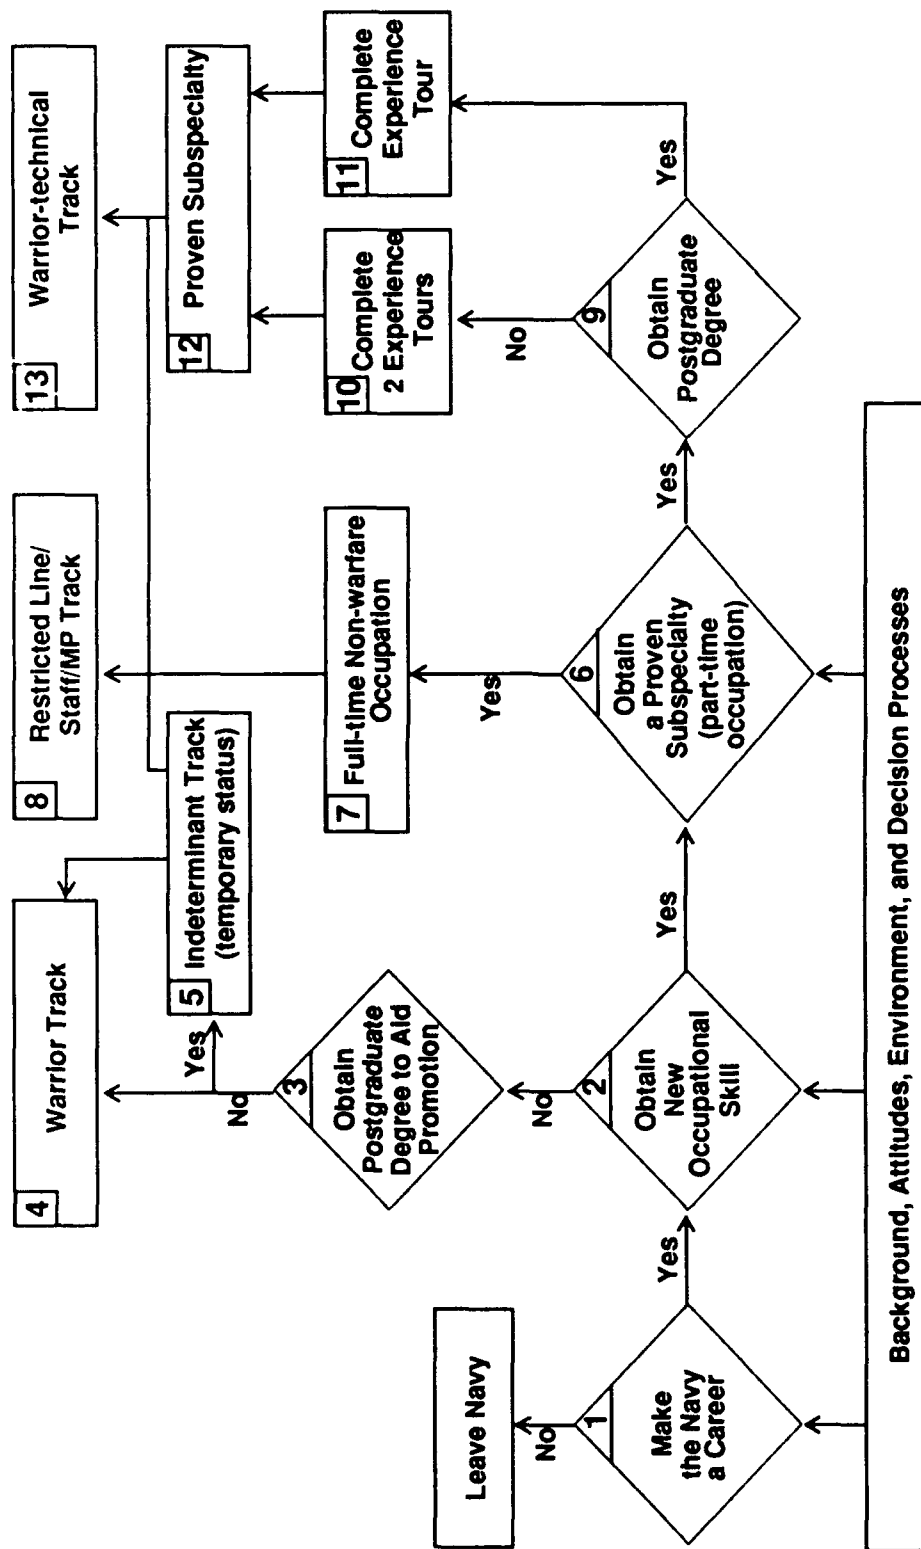 4
Warrior Track
8
Restricted Line/
Staff/MP Track
13
Warrior-technical
Track
5
Indeterminant Track
(temporary status)
12
Proven Subspecialty
7
Full-time Non-warfare
Occupation
10
Complete
2 Experience
Tours
11
Complete
Experience
Tour
No
Yes
3
Obtain
Postgraduate
Degree to Aid
Promotion
Leave Navy
No
No
Yes
No
Yes
1
Make
the Navy
a Career
Yes
2
Obtain
New
Occupational
Skill
Yes
6
Obtain
a Proven
Subspecialty
(part-time
occupation)
Yes
9
Obtain
Postgraduate
Degree
Background, Attitudes, Environment, and Decision Processes